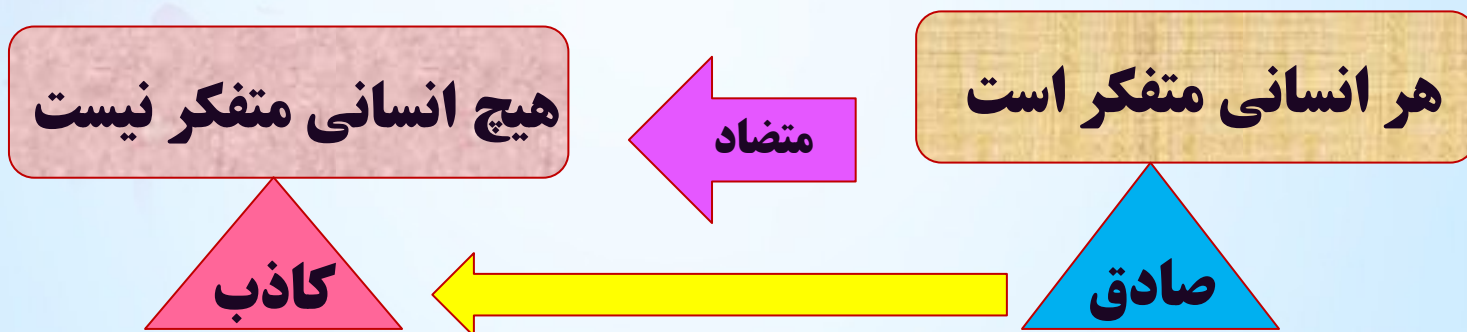 هر انسانی متفکر است
متضاد
هیچ انسانی متفکر نیست
صادق
کاذب